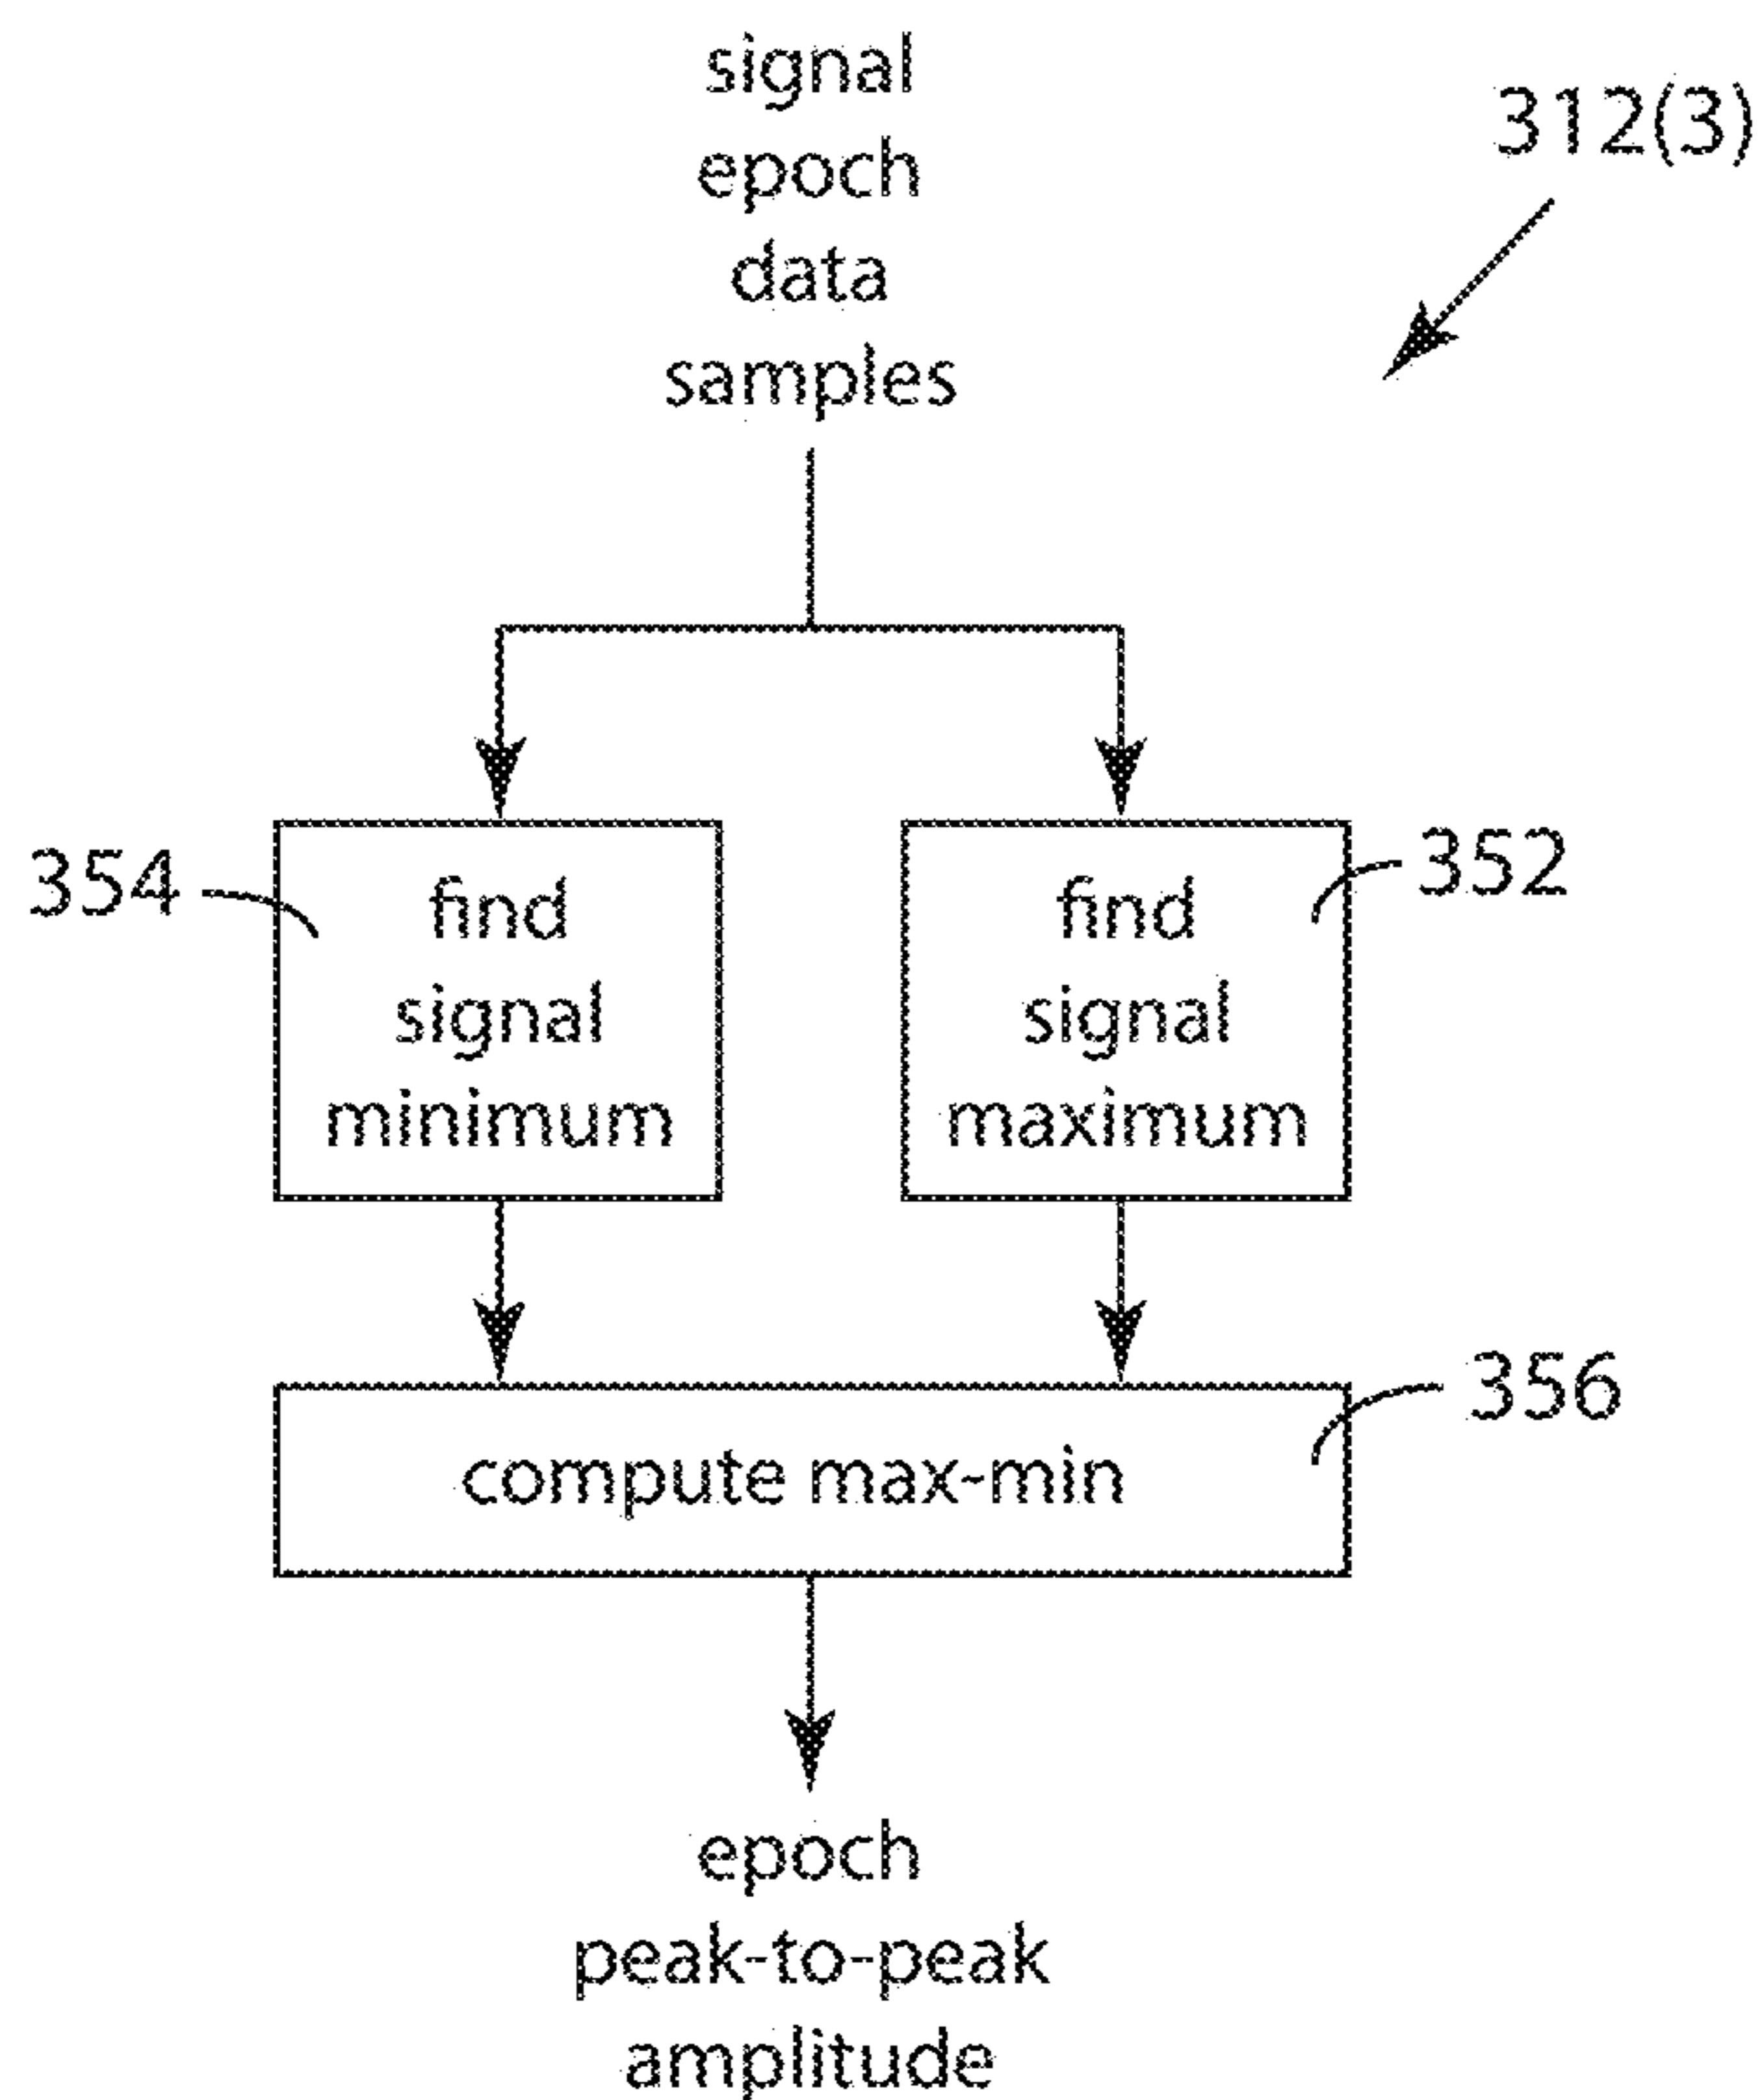 signal
epoch
data
samples
312(3)
354
find
signal
minimum
find
signal
maximum
352
compute max-min
356
epoch
peak-to-peak
amplitude